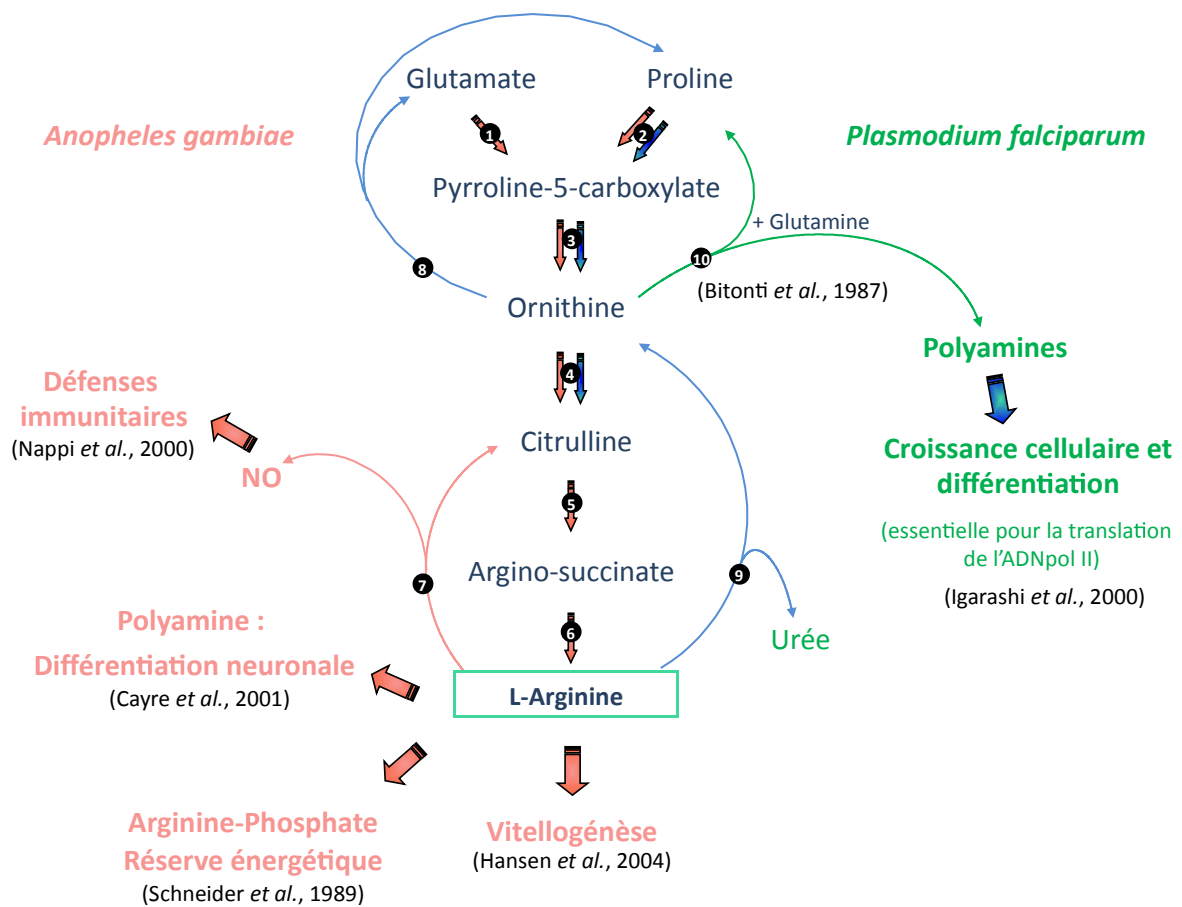 Glutamate
Proline
Anopheles gambiae
Plasmodium falciparum
1
2
Pyrroline-5-carboxylate
+ Glutamine
3
10
8
(Bitonti et al., 1987)
Ornithine
Polyamines
4
Défenses
immunitaires
(Nappi et al., 2000)
Citrulline
NO
Croissance cellulaire et
différentiation
5
(essentielle pour la translation
de l'ADNpol II)
Argino-succinate
7
9
(Igarashi et al., 2000)
Polyamine :
6
Urée
Différentiation neuronale
(Cayre et al., 2001)
L-Arginine
Arginine-Phosphate
Réserve énergétique
(Schneider et al., 1989)
Vitellogénèse
(Hansen et al., 2004)